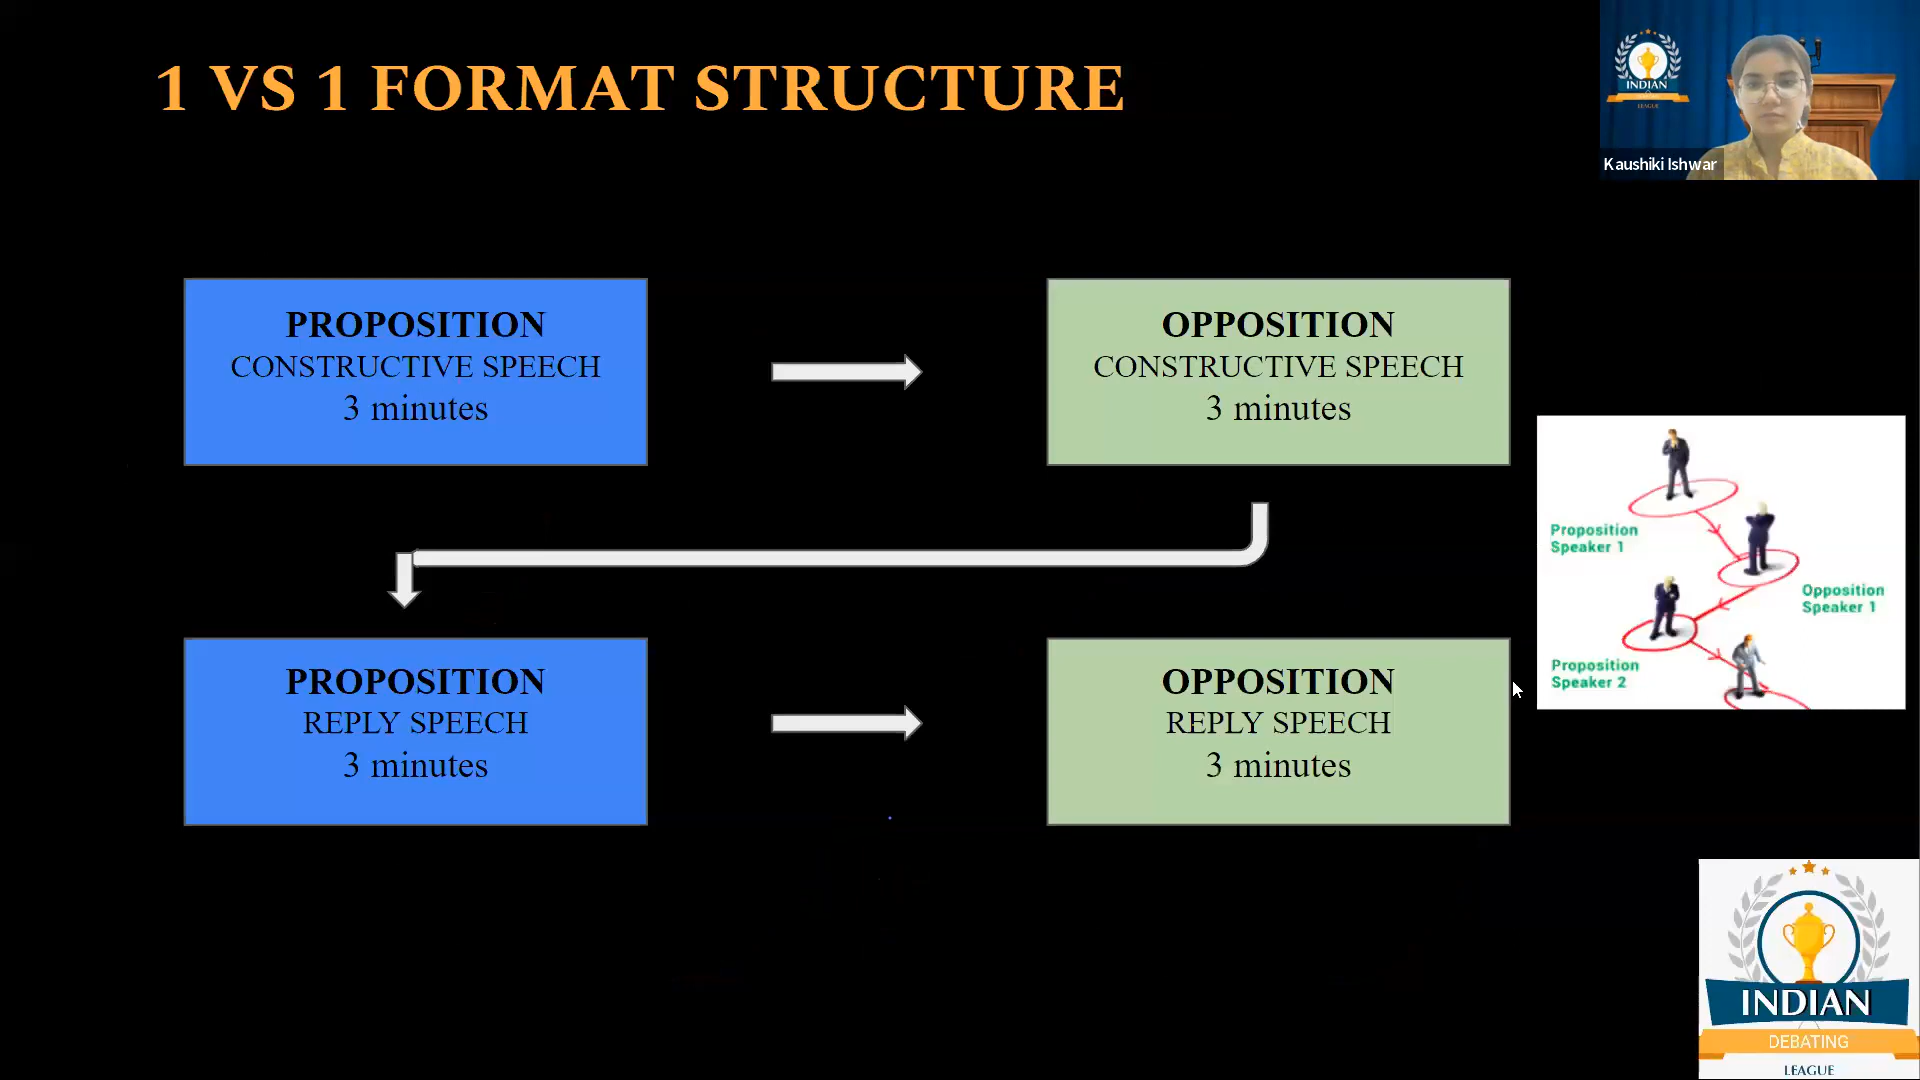 1 VS 1 FORMAT STRUCTURE
INDIAN
LEAGUE
Kaushiki Ishwar
PROPOSITION
CONSTRUCTIVE SPEECH
3 minutes
OPPOSITION
CONSTRUCTIVE SPEECH
3 minutes
Proposition
Speaker 1
Opposition
Speaker 1
Proposition
Speaker 2
PROPOSITION
REPLY SPEECH
3 minutes
OPPOSITION
REPLY SPEECH
3 minutes
INDIAN
DEBATING
LEAGUE